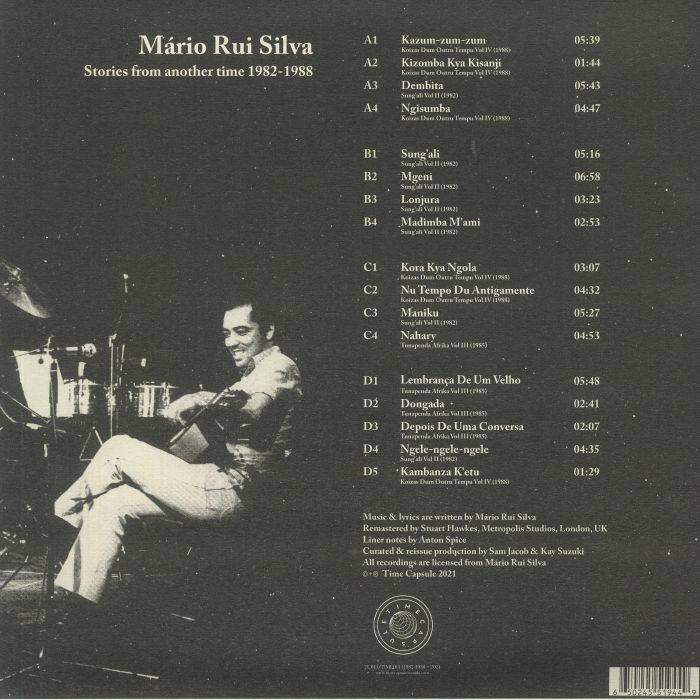 Mário Rui Silva
Stories from another time 1982-1988
A1 Kazum-zum-zum 05:39
Koizas Dum Outru Tempu Vol IV (1988)
A2 Kizomba Kya Kisanji 01:44
Koizas Dum Outru Tempu Vol IV (1988)
A3 Dembita 05:43
Sung'ali Vol II (1982)
A4 Ngisumba 04:47
Koizas Dum Outru Tempu Vol IV (1988)
B1 Sung'ali 05:16
Sung'ali Vol II (1982)
B2 Mgeni 06:58
Sung'ali Vol II (1982)
B3 Lonjura 03:23
Sung'ali Vol II (1982)
B4 Madimba M'ami 02:53
Sung'ali Vol II (1982)
C1 Kora Kya Ngola 03:07
Koizas Dum Outru Tempu Vol IV (1988)
C2 Nu Tempo Du Antigamente 04:32
Koizas Dum Outru Tempu Vol IV (1988)
C3 Maniku 05:27
Sung'ali Vol II (1982)
C4 Nahary 04:53
Tunapenda Afrika Vol III (1985)
D1 Lembrança De Um Velho 05:48
Tunapenda Afrika Vol III (1985)
D2 Dongada 02:41
Tunapenda Afrika Vol III (1985)
D3 Depois De Uma Conversa 02:07
Tunapenda Afrika Vol III (1985)
D4 Ngele-ngele-ngele 04:35
Sung'ali Vol II (1982)
D5 Kambanza K'etu 01:29
Koizas Dum Outru Tempu Vol IV (1988)
Music & lyrics are written by Mário Rui Silva
Remastered by Stuart Hawkes, Metropolis Studios, London, UK
Liner notes by Anton Spice
Curated & reissue production by Sam Jacob & Kay Suzuki
All recordings are licensed from Mário Rui Silva
©+℗ Time Capsule 2021
TIME CAPSULE